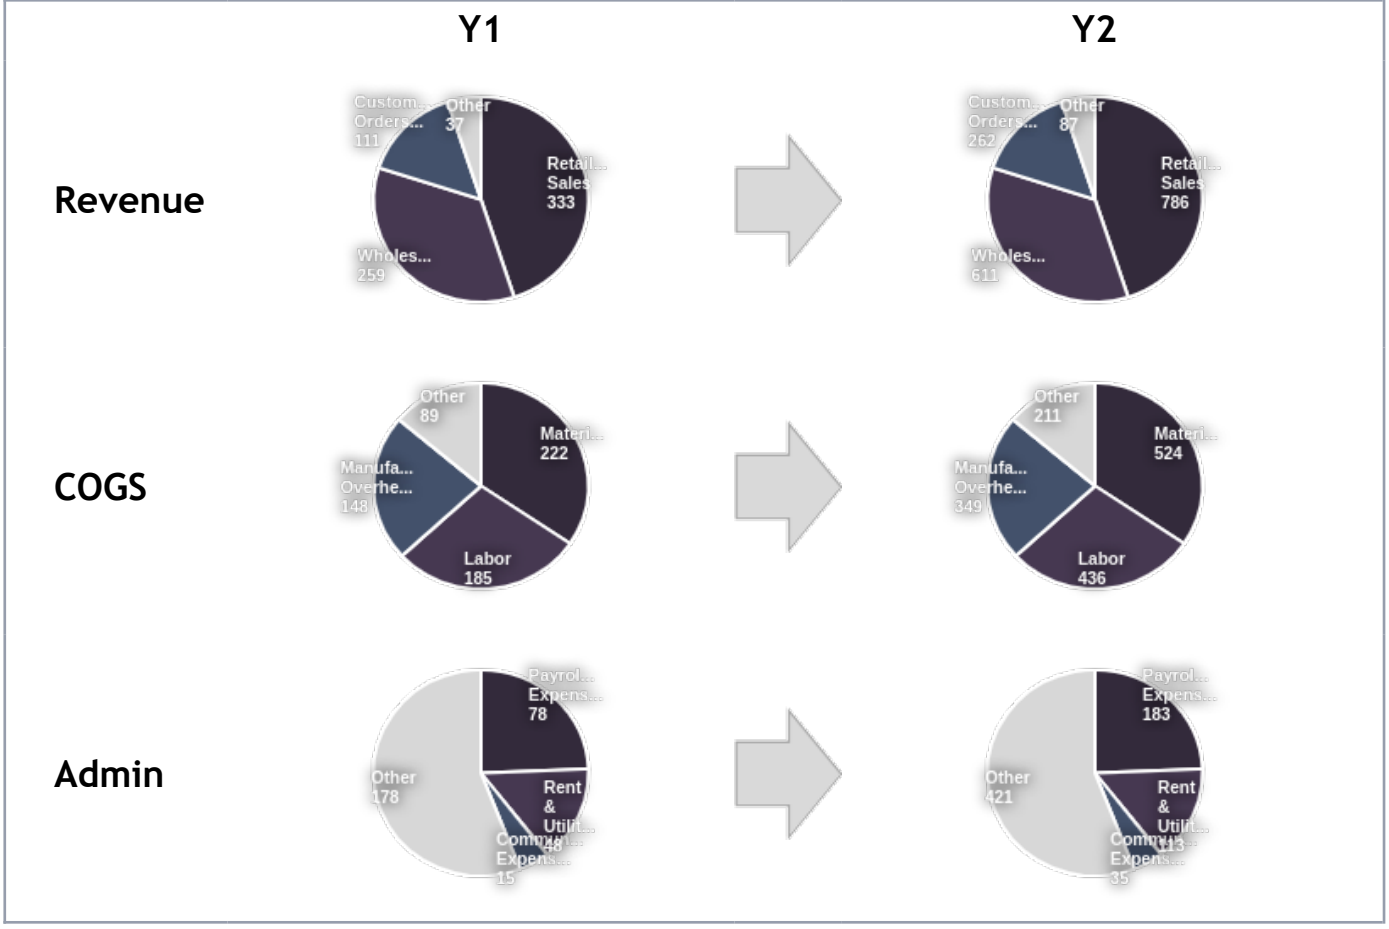 Y1
Y2
Revenue
Custom...
Orders...
111
Other
37
Retail...
Sales
333
Wholes...
259
Custom...
Orders...
262
Other
87
Retail...
Sales
786
Wholes...
611
COGS
Other
89
Materi...
222
Manufa...
Overhe...
148
Labor
185
Other
211
Materi...
524
Manufa...
Overhe...
349
Labor
436
Admin
Payrol...
Expens...
78
Other
178
Rent
&
Utilit...
48
Commun...
Expens...
15
Payrol...
Expens...
183
Other
421
Rent
&
Utilit...
113
Commun...
Expens...
35